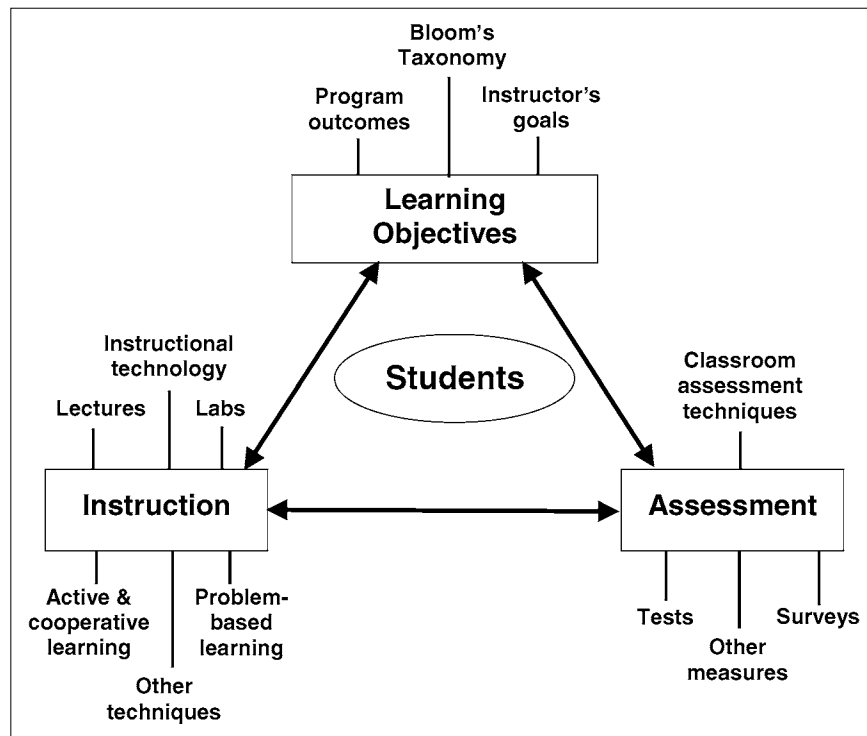 Bloom's
Taxonomy
Program
outcomes
Instructor's
goals
Learning
Objectives
Students
Instructional
technology
Lectures
Labs
Instruction
Active &
cooperative
learning
Problem-
based
learning
Other
techniques
Classroom
assessment
techniques
Assessment
Tests
Other
measures
Surveys